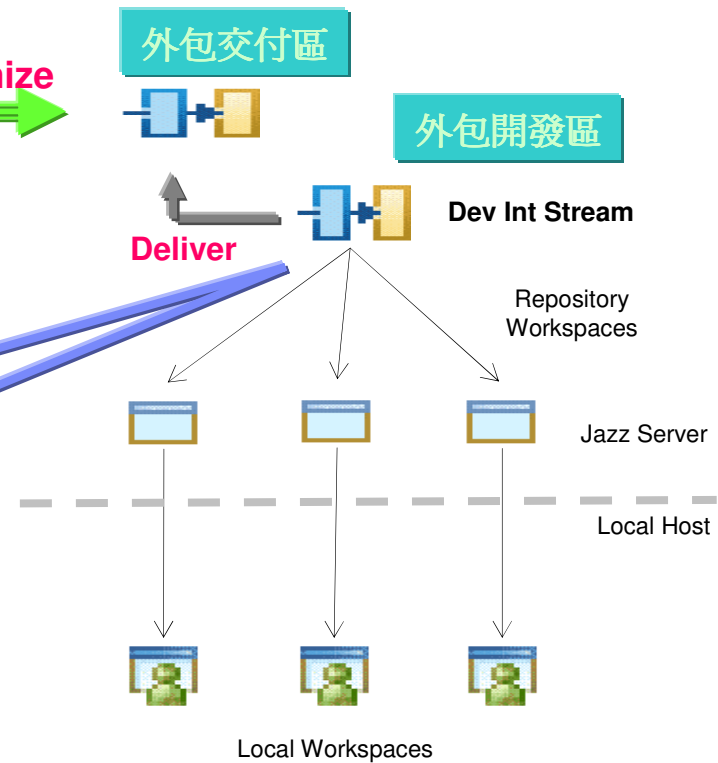 外包交付區
nize
外包開發區
Dev Int Stream
Deliver
Repository
Workspaces
Jazz Server
Local Host
Local Workspaces